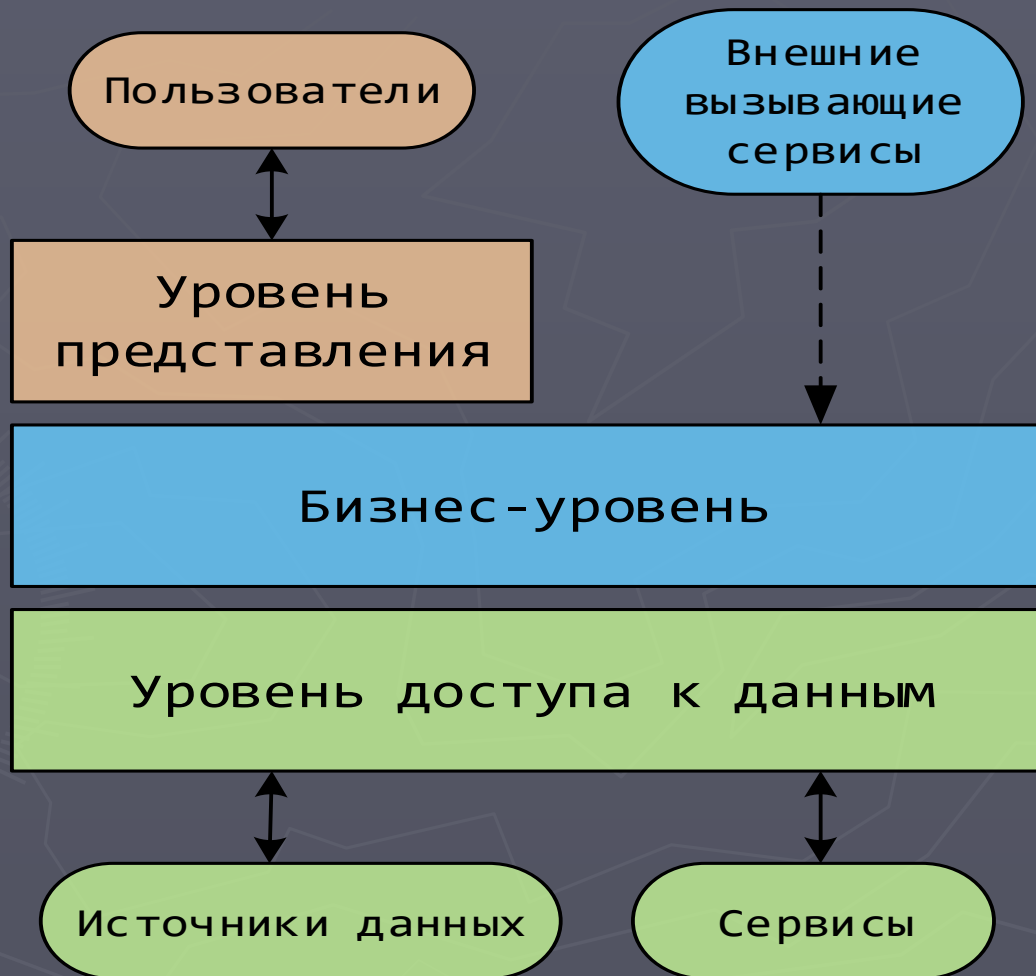 Пользователи
Внешние
вызывающие
сервисы
Уровень
представления
Бизнес-уровень
Уровень доступа к данным
Источники данных
Сервисы